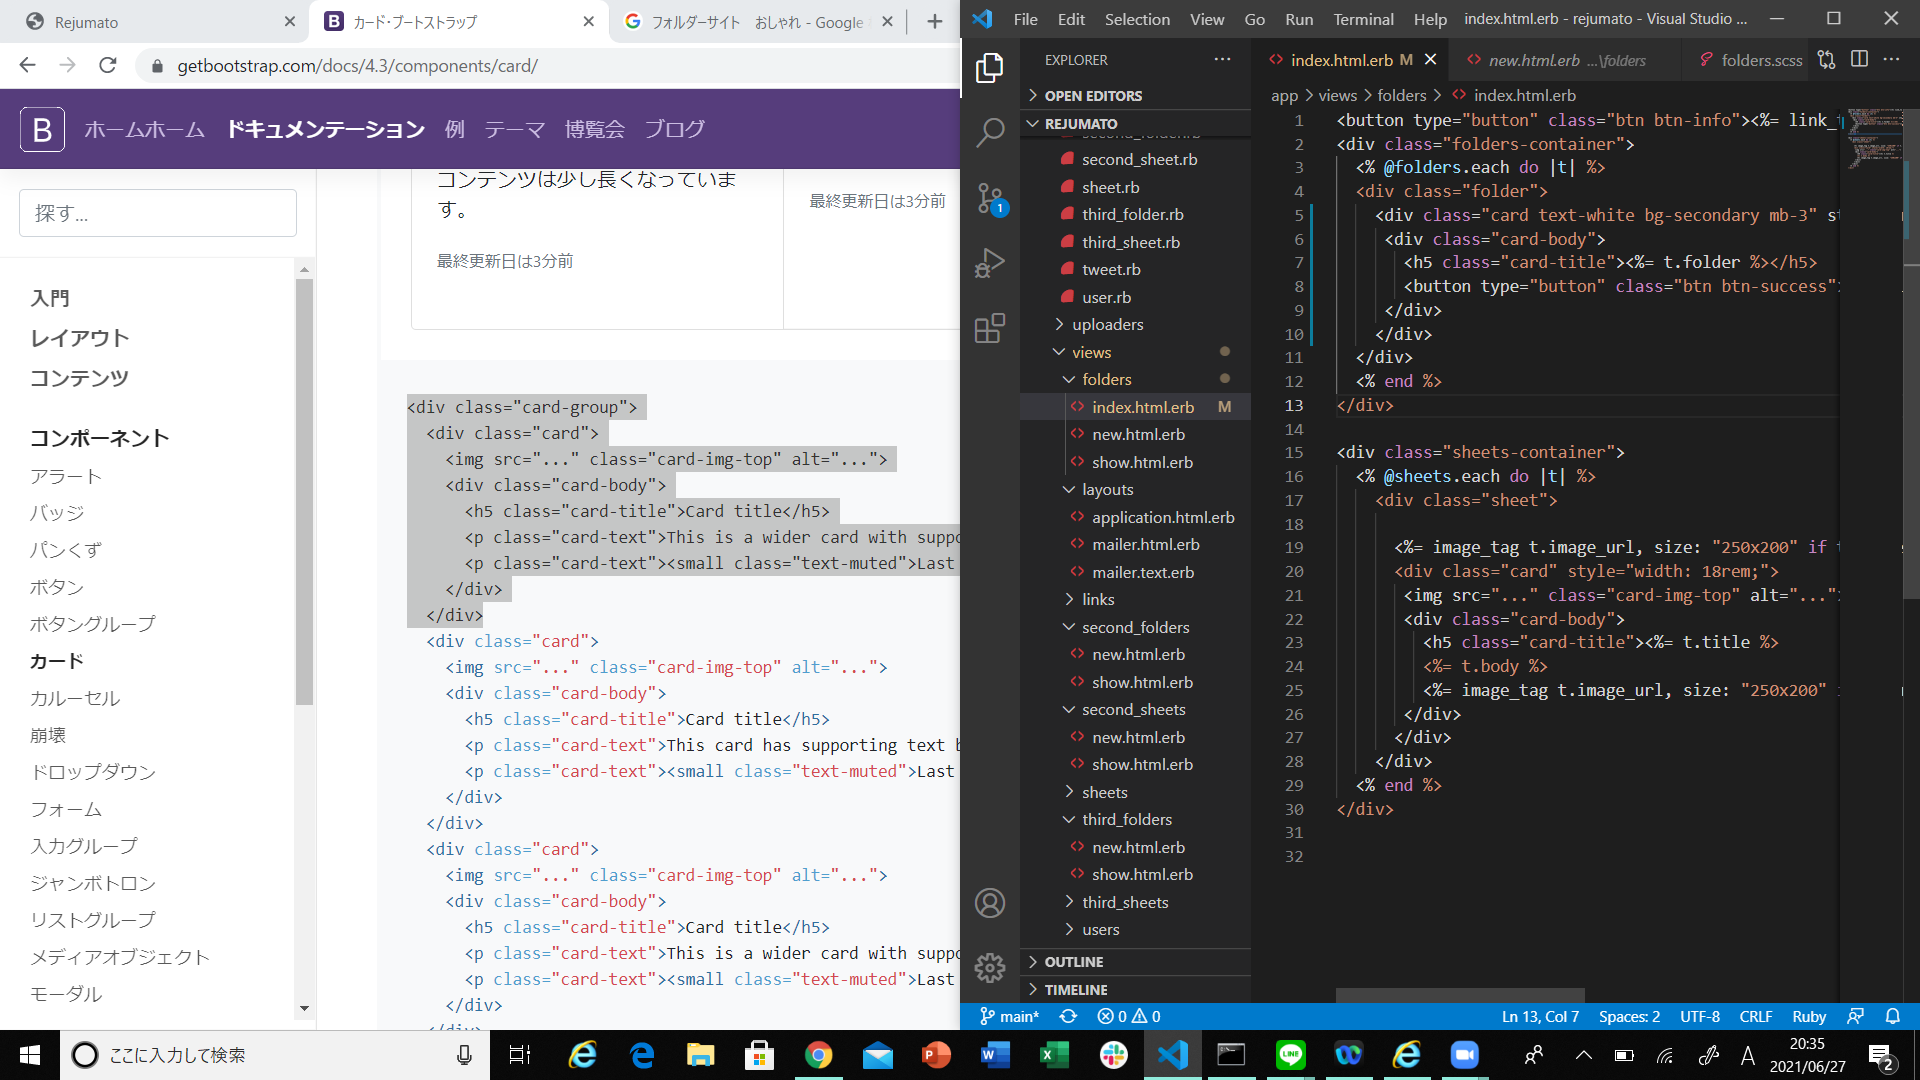 Rejumato
カード・ブートストラップ
フォルダーサイト　おしゃれ - Google
getbootstrap.com/docs/4.3/components/card/
B
ホームホーム
ドキュメンテーション
例
テーマ
博覧会
ブログ
探す...
入門
レイアウト
コンテンツ
コンポーネント
アラート
バッジ
パンくず
ボタン
ボタングループ
カード
カルーセル
崩壊
ドロップダウン
フォーム
入力グループ
ジャンボトロン
リストグループ
メディアオブジェクト
モーダル
コンテンツは少し長くなっていま
す。
最終更新日は3分前
最終更新日は3分前
<div class="card-group">
<div class="card">
<img src="..." class="card-img-top" alt="...">
<div class="card-body">
<h5 class="card-title">Card title</h5>
<p class="card-text">This is a wider card with
<p class="card-text"><small class="text-muted">Last
</div>
</div>
<div class="card">
<img src="..." class="card-img-top" alt="...">
<div class="card-body">
<h5 class="card-title">Card title</h5>
<p class="card-text">This card has supporting text
<p class="card-text"><small class="text-muted">Last
</div>
</div>
<div class="card">
<img src="..." class="card-img-top" alt="...">
<div class="card-body">
<h5 class="card-title">Card title</h5>
<p class="card-text">This is a wider card with
<p class="card-text"><small class="text-muted">Last
</div>
File Edit Selection View Go Run Terminal Help index.html.erb - rejumato - Visual Studio ...
EXPLORER
OPEN EDITORS
REJUMATO
second_sheet.rb
sheet.rb
third_folder.rb
third_sheet.rb
tweet.rb
user.rb
uploaders
views
folders
index.html.erb M
new.html.erb
show.html.erb
layouts
application.html.erb
mailer.html.erb
mailer.text.erb
links
second_folders
new.html.erb
show.html.erb
second_sheets
new.html.erb
show.html.erb
sheets
third_folders
new.html.erb
show.html.erb
third_sheets
users
OUTLINE
TIMELINE
1
index.html.erb M
new.html.erb ...\folders
folders.scss
app > views > folders > index.html.erb
1 <button type="button" class="btn btn-info"><%=
2 <div class="folders-container">
3 <% @folders.each do |t| %>
4 <div class="folder">
5 <div class="card text-white bg-secondary mb-3"
6 <div class="card-body">
7 <h5 class="card-title"><%= t.folder %></h5>
8 <button type="button" class="btn btn-success"
9 </div>
10 </div>
11 </div>
12 <% end %>
13 </div>
14
15 <div class="sheets-container">
16 <% @sheets.each do |t| %>
17 <div class="sheet">
18
19 <%= image_tag t.image_url, size: "250x200" if
20 <div class="card" style="width: 18rem;">
21 <img src="..." class="card-img-top" alt="..."
22 <div class="card-body">
23 <h5 class="card-title"><%= t.title %>
24 <%= t.body %>
25 <%= image_tag t.image_url, size: "250x200"
26 </div>
27 </div>
28 </div>
29 <% end %>
30 </div>
31
32
main* 0 0
Ln 13, Col 7 Spaces: 2 UTF-8 CRLF Ruby
ここに入力して検索
A
20:35
2021/06/27
2